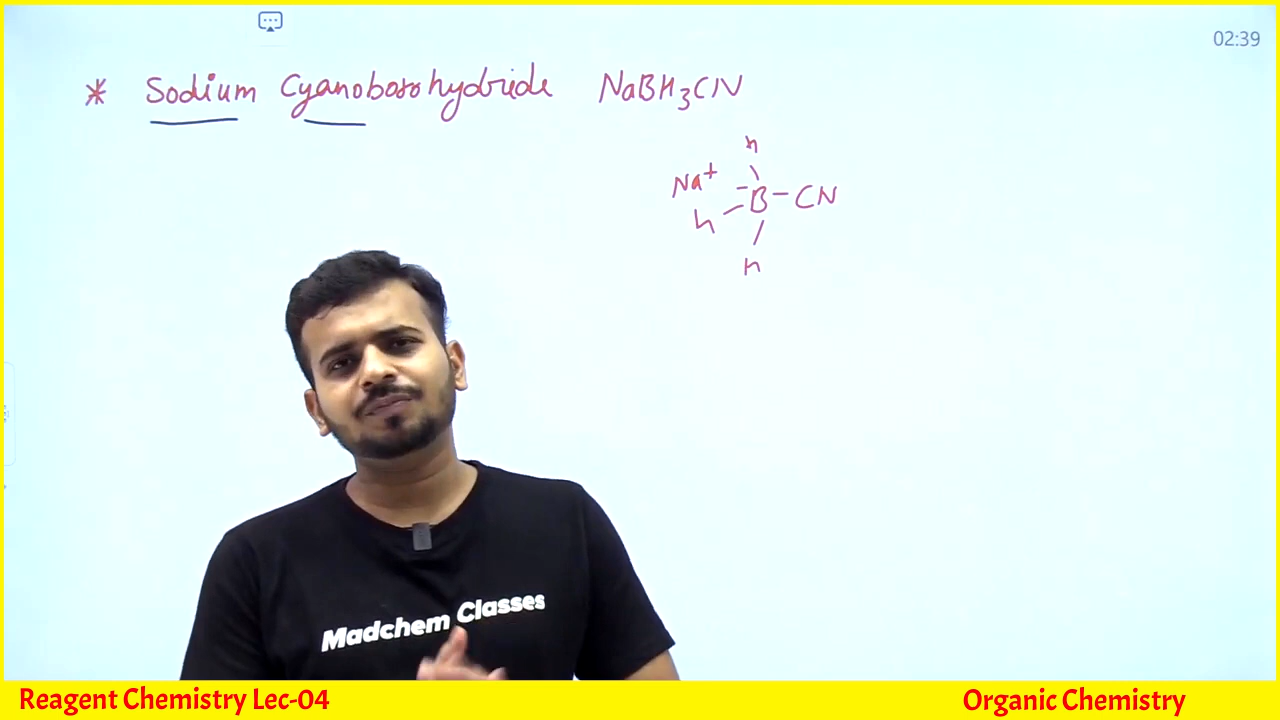 02:39
* Sodium Cyanoborohydride NaBH3CN
H
Na+ -B-CN
H
H
Madchem Classes
Reagent Chemistry Lec-04
Organic Chemistry